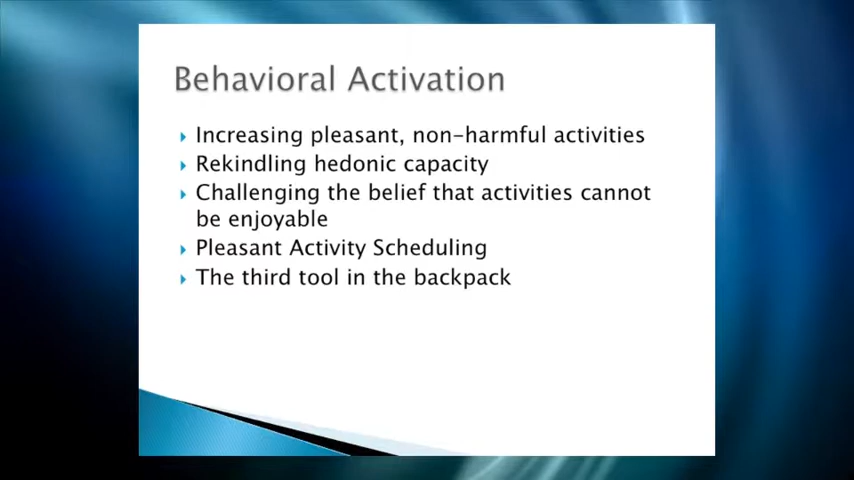 Behavioral Activation
Increasing pleasant, non-harmful activities
Rekindling hedonic capacity
Challenging the belief that activities cannot
be enjoyable
Pleasant Activity Scheduling
The third tool in the backpack